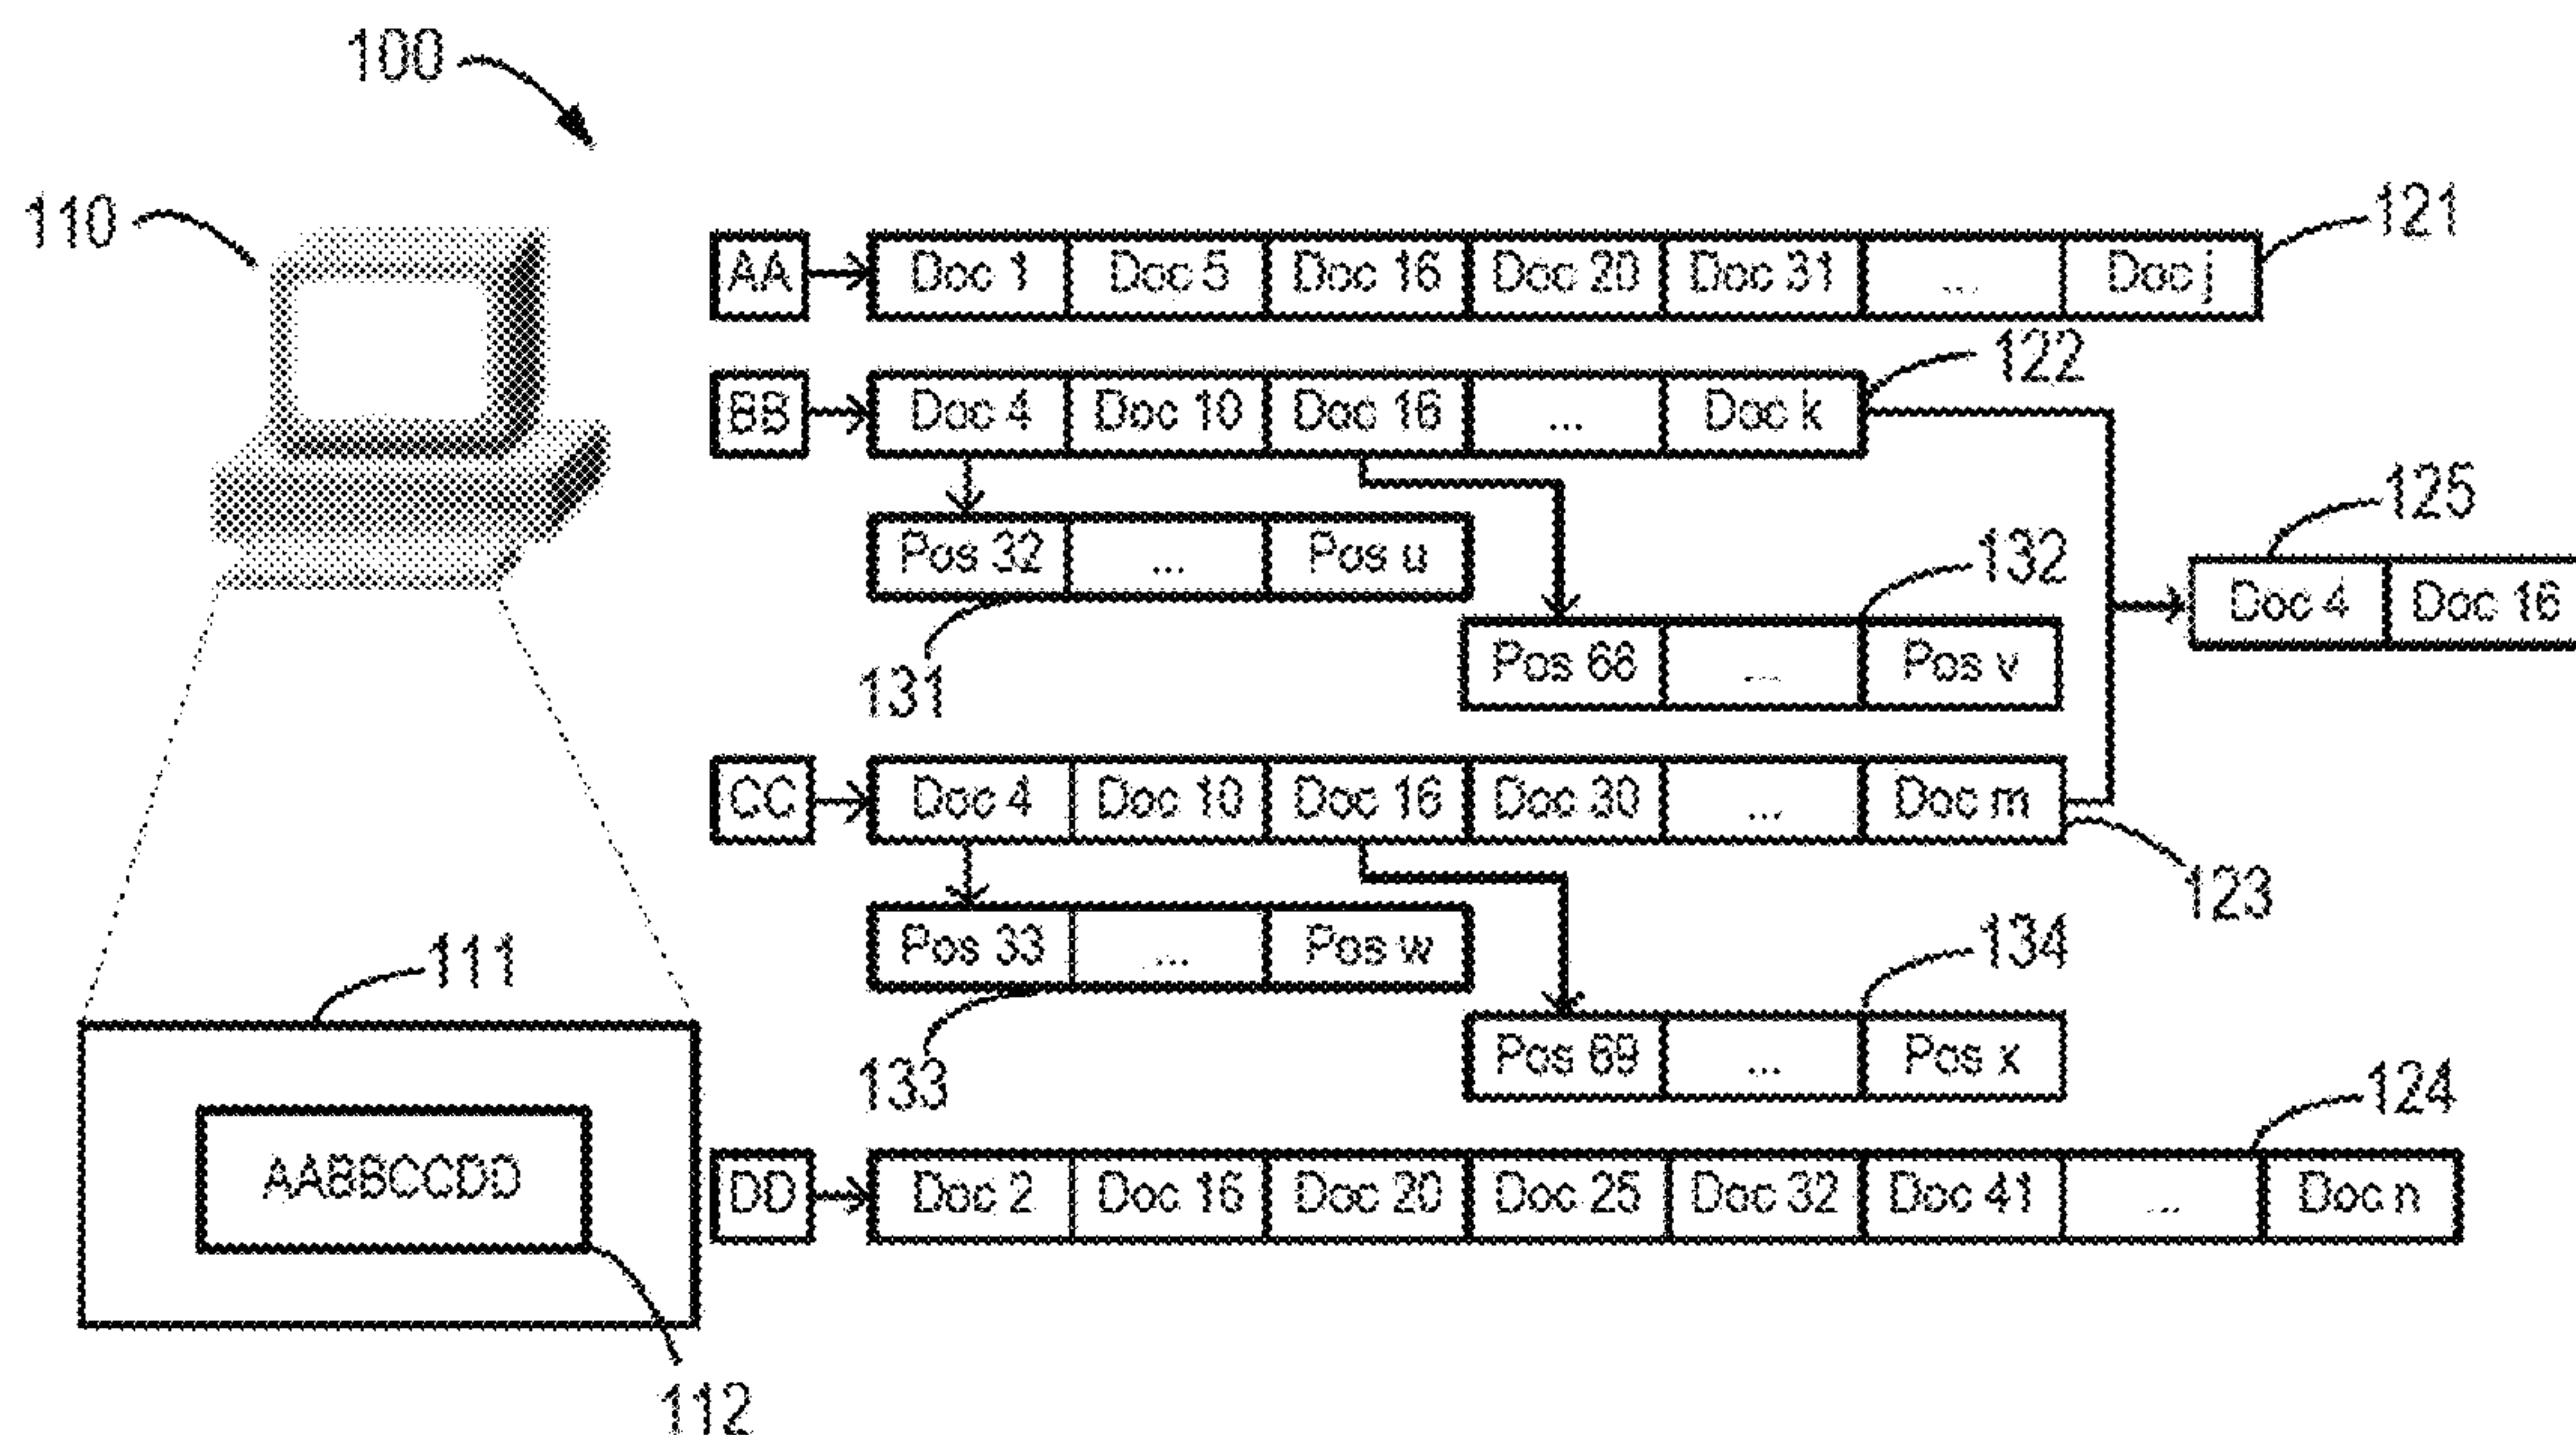 100
110
121
AA Doc 1 Doc 5 Doc 16 Doc 20 Doc 31 ... Doc j
122
BB Doc 4 Doc 10 Doc 16 ... Doc k
125
Pos 32 ... Pos u
132
Doc 4 Doc 16
131
Pos 68 ... Pos v
CC Doc 4 Doc 10 Doc 16 Doc 30 ... Doc m
123
111
Pos 33 ... Pos w
134
133
Pos 69 ... Pos x
124
AABBCCDD
DD Doc 2 Doc 16 Doc 20 Doc 25 Doc 32 Doc 41 ... Doc n
112